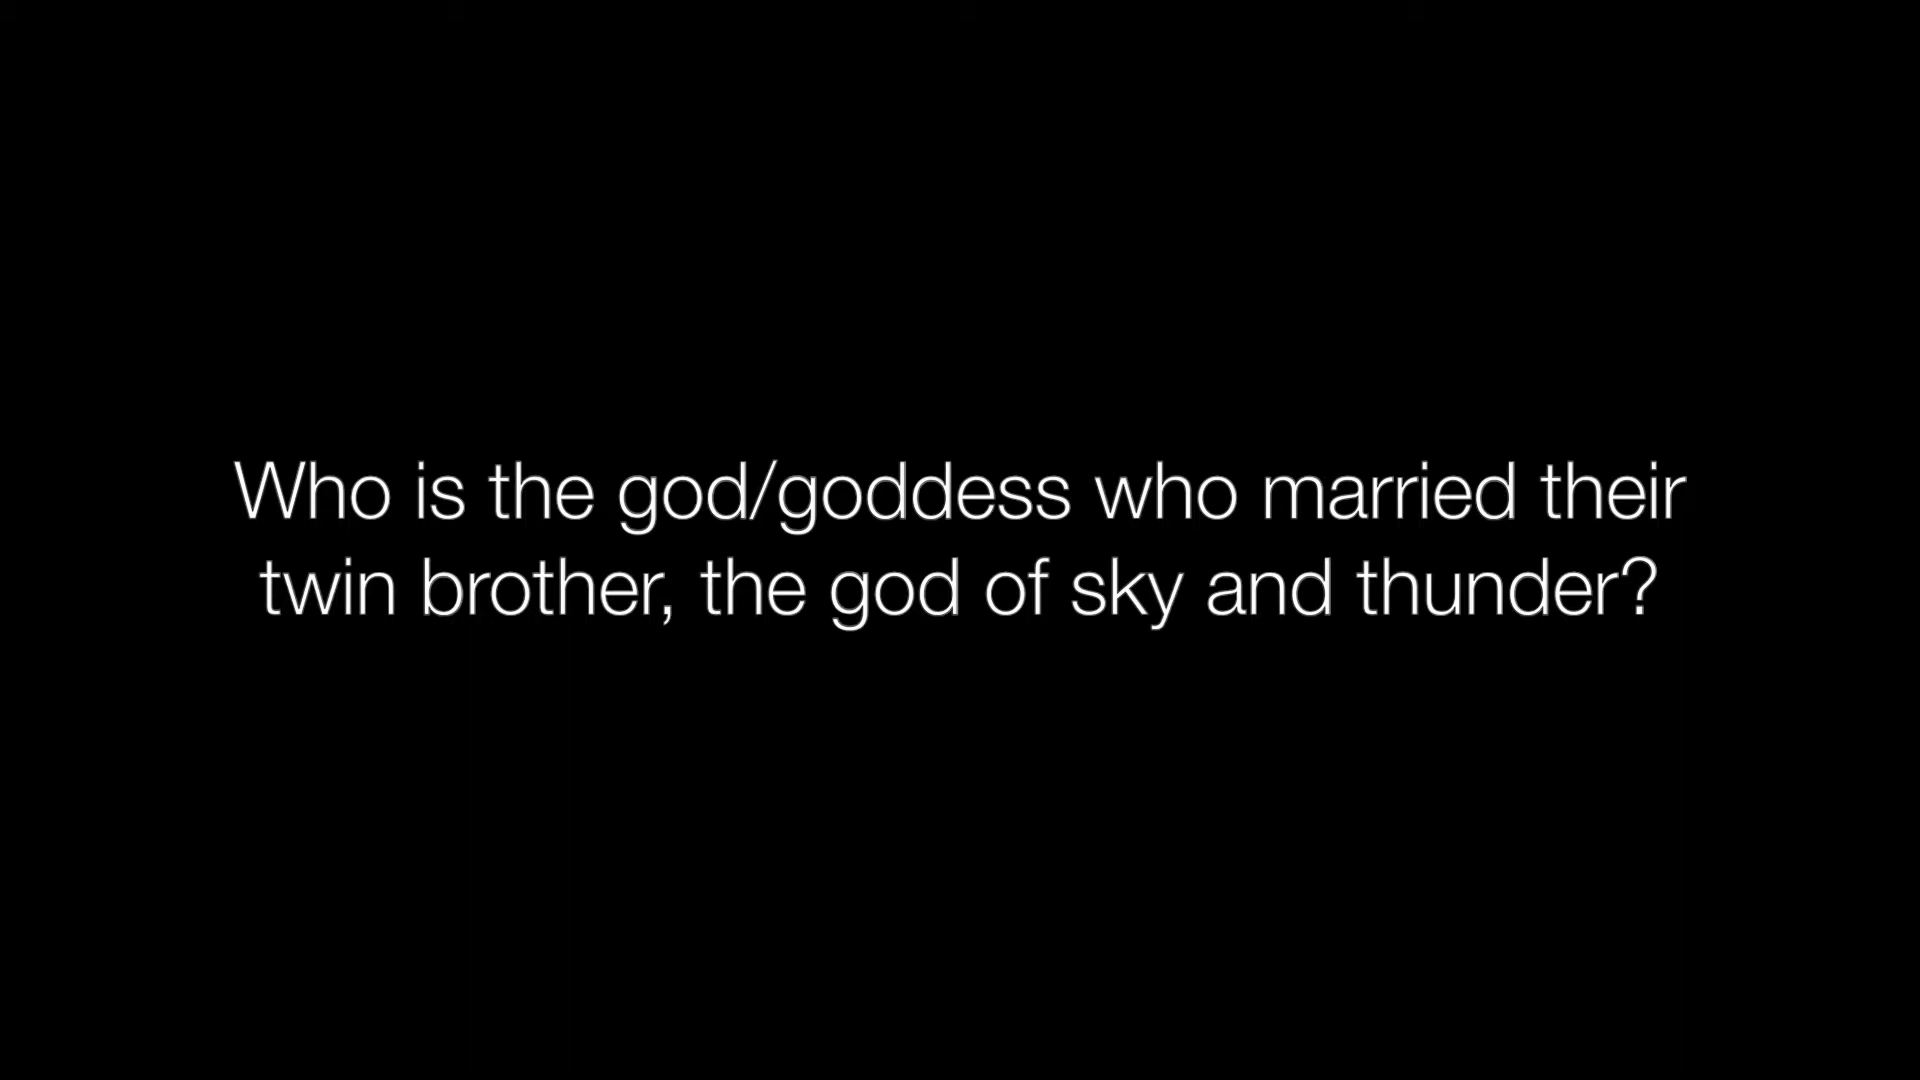 Who is the god/goddess who married their
twin brother, the god of sky and thunder?